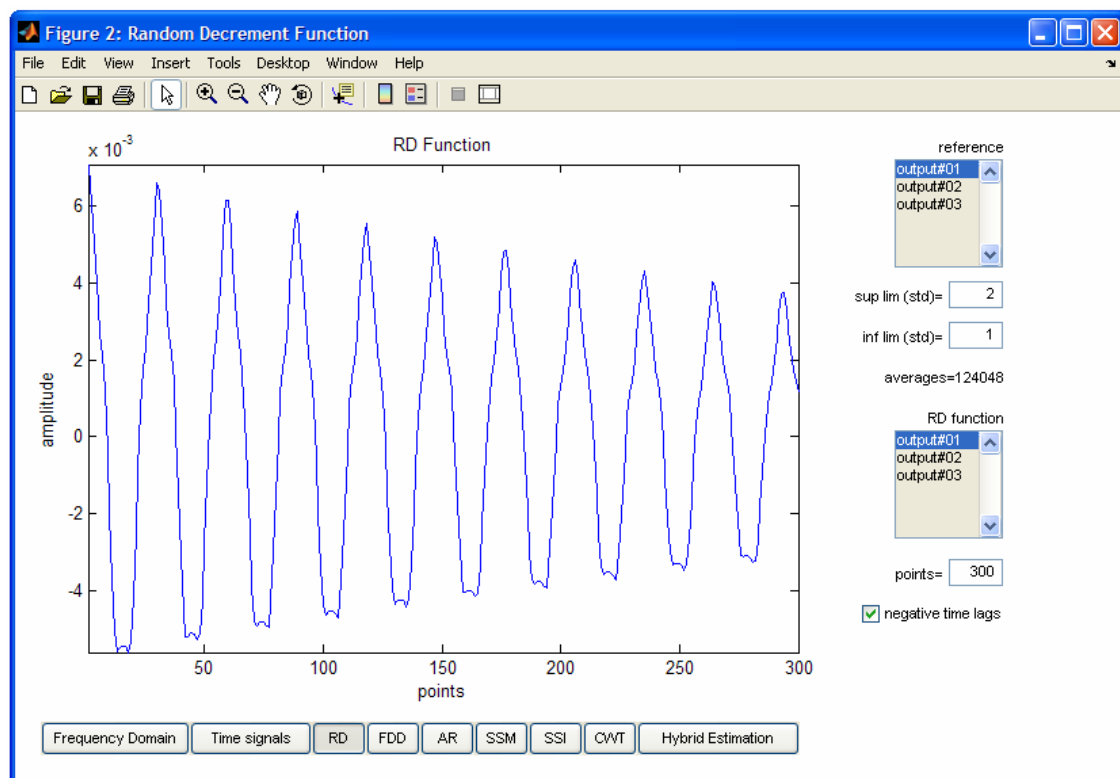 Figure 2: Random Decrement Function
File Edit View Insert Tools Desktop Window Help
x 10^-3
RD Function
6
4
2
0
-2
-4
amplitude
50 100 150 200 250 300
points
reference
output#01
output#02
output#03
sup lim (std)= 2
inf lim (std)= 1
averages=124048
RD function
output#01
output#02
output#03
points= 300
negative time lags
Frequency Domain Time signals RD FDD AR SSM SSI CWT Hybrid Estimation